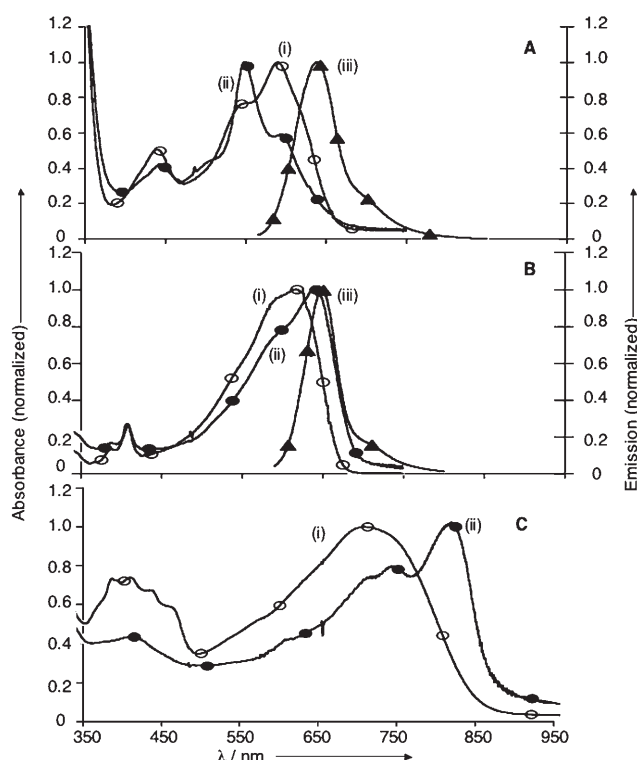 1.2 1.2
(i) A
1.0 (iii) 1.0
(ii)
0.8 0.8
0.6 0.6
0.4 0.4
0.2 0.2
0 0
1.2 B 1.2
(i) (iii)
1.0 1.0
0.8 0.8
(ii)
0.6 0.6
0.4 0.4
0.2 0.2
0 0
1.2
(i) (ii) C
1.0
0.8
0.6
0.4
0.2
0
350 450 550 650 750 850 950
λ / nm
Absorbance (normalized)
Emission (normalized)